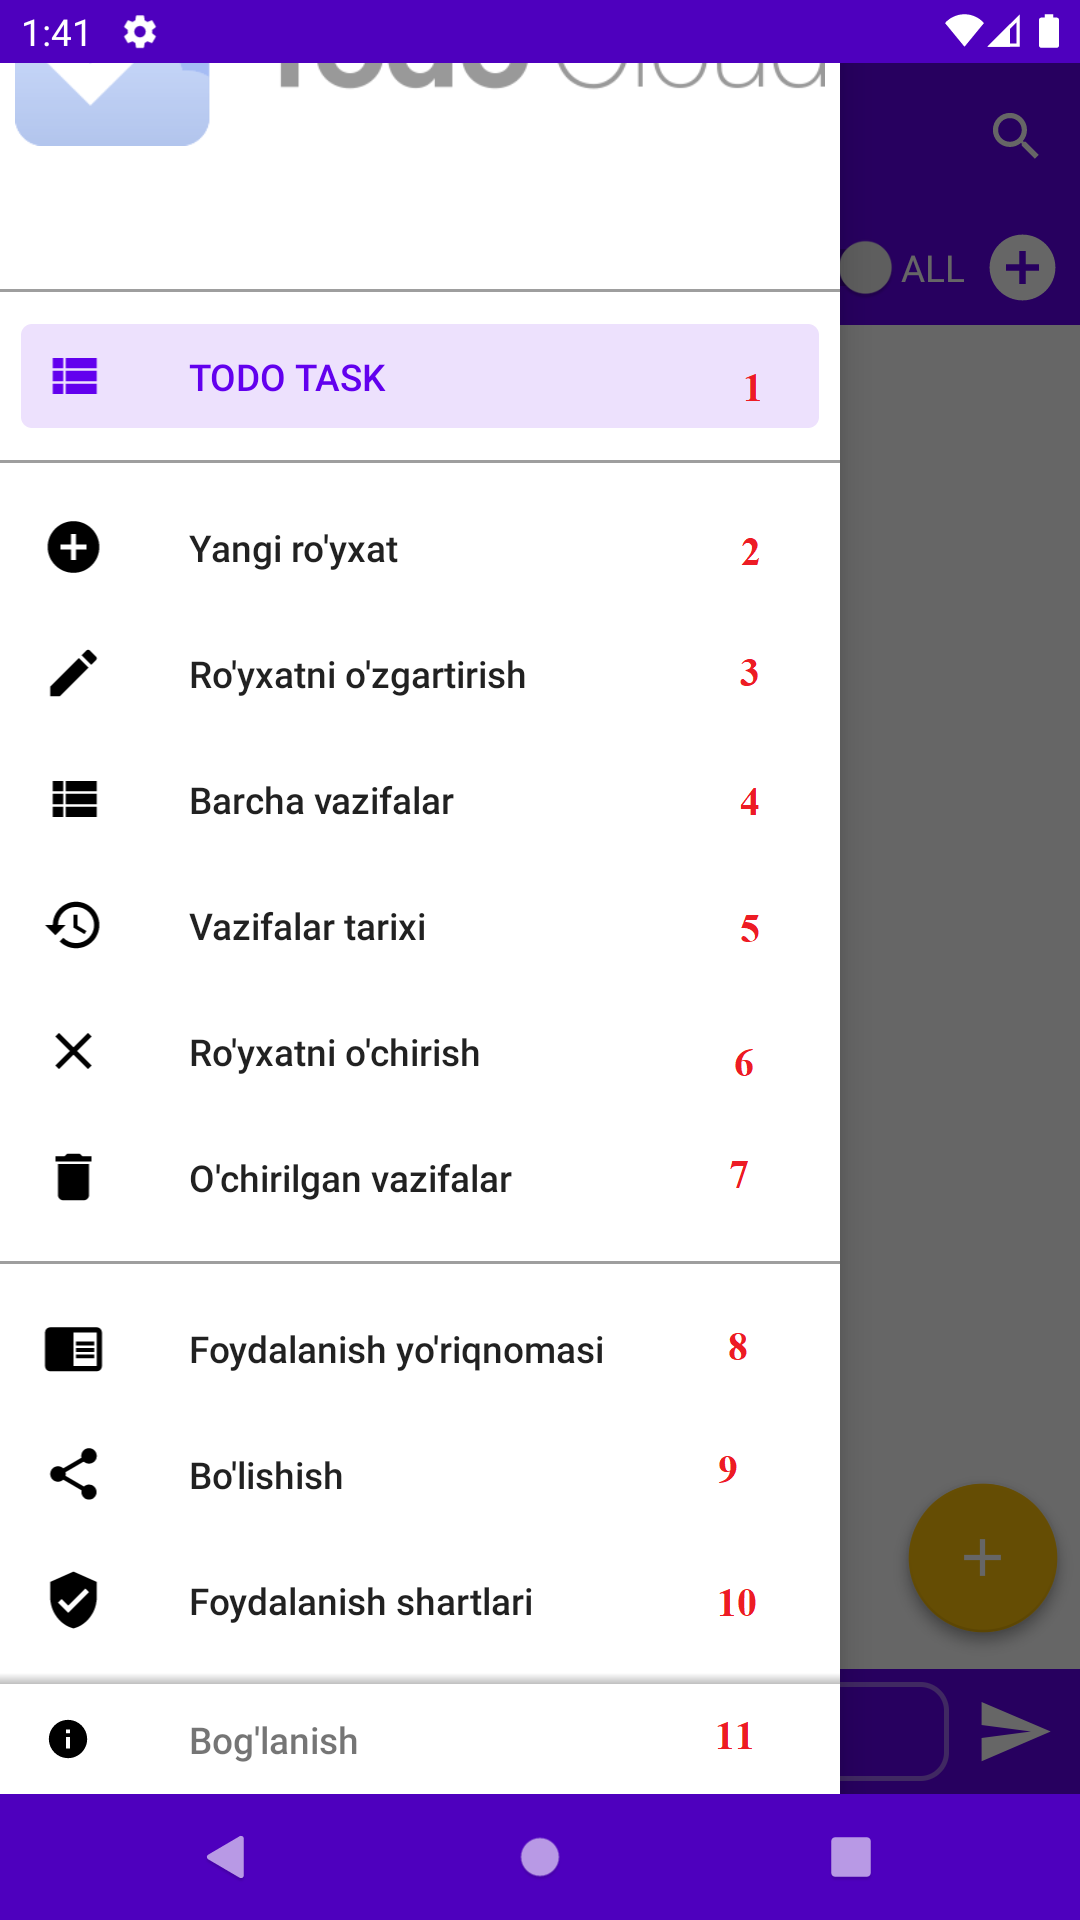 1:41
Todo Cloud
ALL
TODO TASK 1
Yangi ro'yxat 2
Ro'yxatni o'zgartirish 3
Barcha vazifalar 4
Vazifalar tarixi 5
Ro'yxatni o'chirish 6
O'chirilgan vazifalar 7
Foydalanish yo'riqnomasi 8
Bo'lishish 9
Foydalanish shartlari 10
Bog'lanish 11